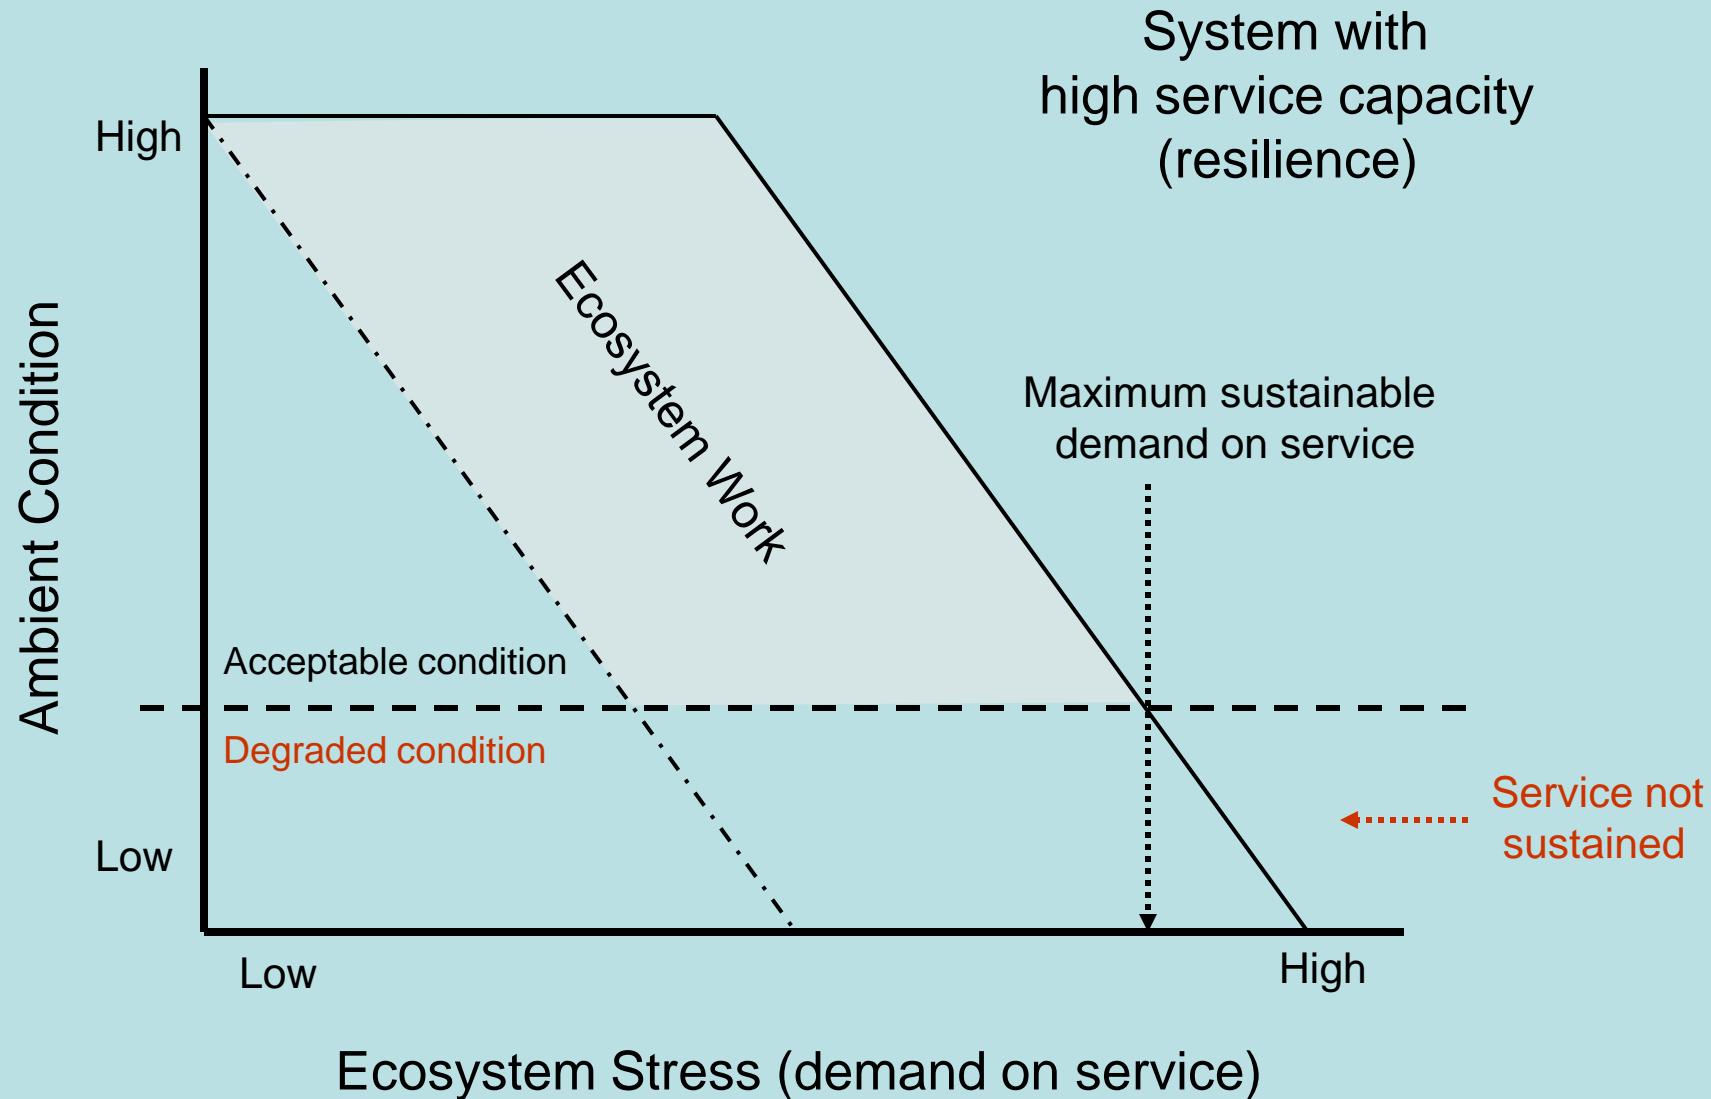 System with
high service capacity
(resilience)
High
Ecosystem Work
Ambient Condition
Maximum sustainable
demand on service
Acceptable condition
Degraded condition
Service not
sustained
Low
Low
High
Ecosystem Stress (demand on service)